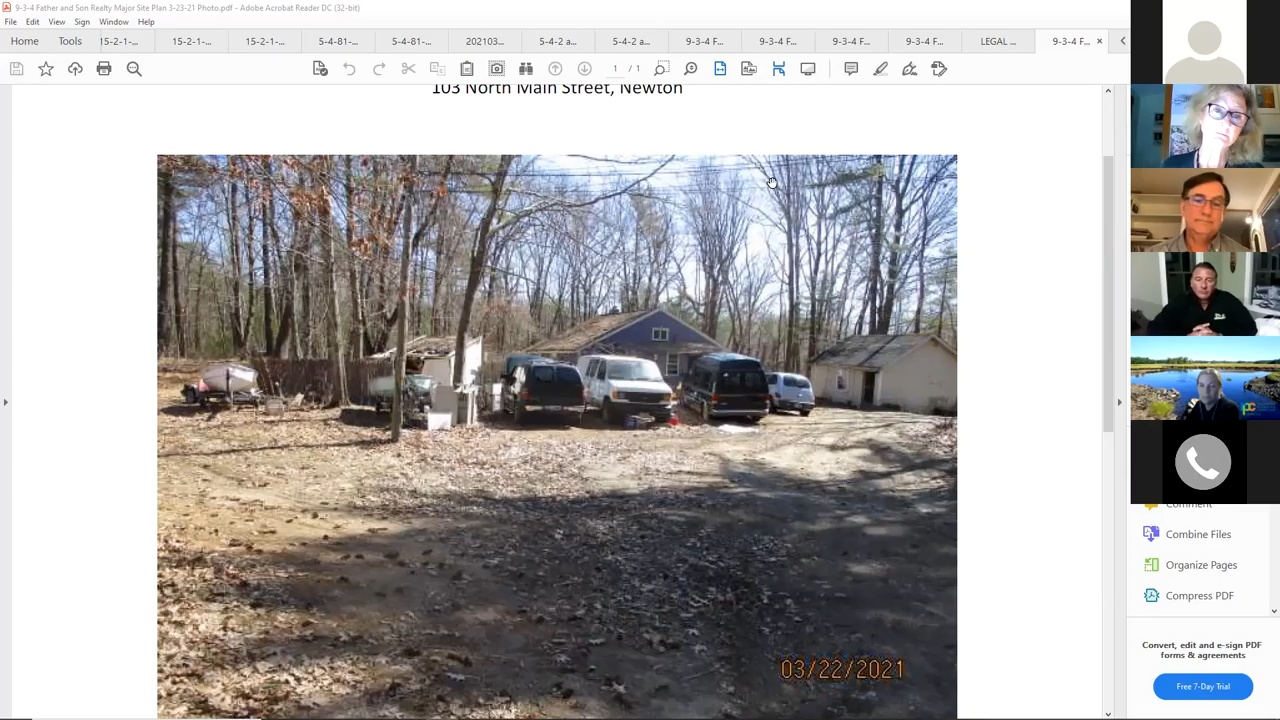 9-3-4 Father and Son Realty Major Site Plan 3-23-21 Photo.pdf - Adobe Acrobat Reader DC (32-bit)
File Edit View Sign Window Help
Home Tools 15-2-1-... 15-2-1-... 15-2-1-... 5-4-81-... 5-4-81-... 202103... 5-4-2 a... 5-4-2 a... 9-3-4 F... 9-3-4 F... 9-3-4 F... 9-3-4 F... LEGAL ... 9-3-4 F... ×
1 / 1
103 North Main Street, Newton
03/22/2021
Comment
Combine Files
Organize Pages
Compress PDF
Convert, edit and e-sign PDF
forms & agreements
Free 7-Day Trial